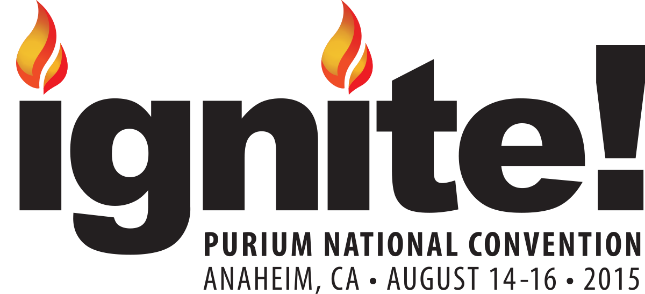 ignite!
PURIUM NATIONAL CONVENTION
ANAHEIM, CA • AUGUST 14-16 • 2015